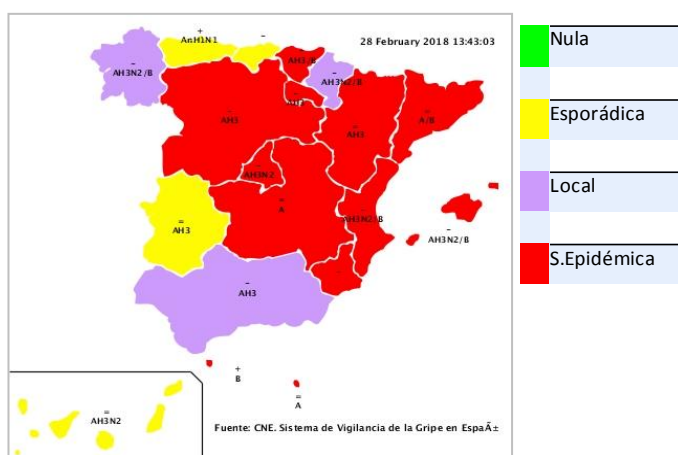 28 February 2018 13:43:03
+
AnH1N1
–
–
AH3N2/B
–
AH3/B
–
AH3N2/B
–
AH3
–
–
AH3
=
A/B
–
AH3N2
=
A
–
AH3N2/B
–
AH3N2/B
=
AH3
–
–
AH3
+
B
=
A
=
AH3N2
Fuente: CNE. Sistema de Vigilancia de la Gripe en EspaÃ±
Nula
Esporádica
Local
S.Epidémica